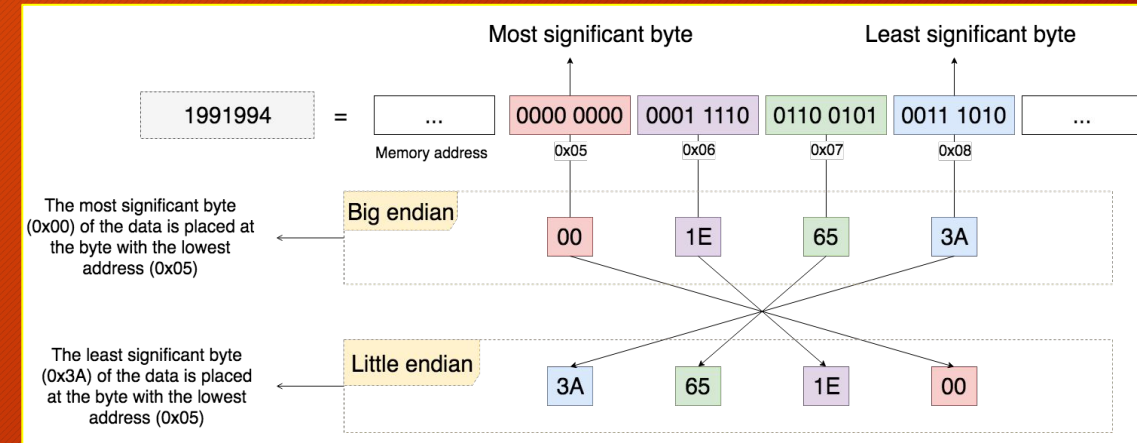 Most significant byte
Least significant byte
1991994
=
...
0000 0000
0001 1110
0110 0101
0011 1010
...
Memory address
0x05
0x06
0x07
0x08
The most significant byte
(0x00) of the data is placed at
the byte with the lowest
address (0x05)
Big endian
00
1E
65
3A
The least significant byte
(0x3A) of the data is placed
at the byte with the lowest
address (0x05)
Little endian
3A
65
1E
00